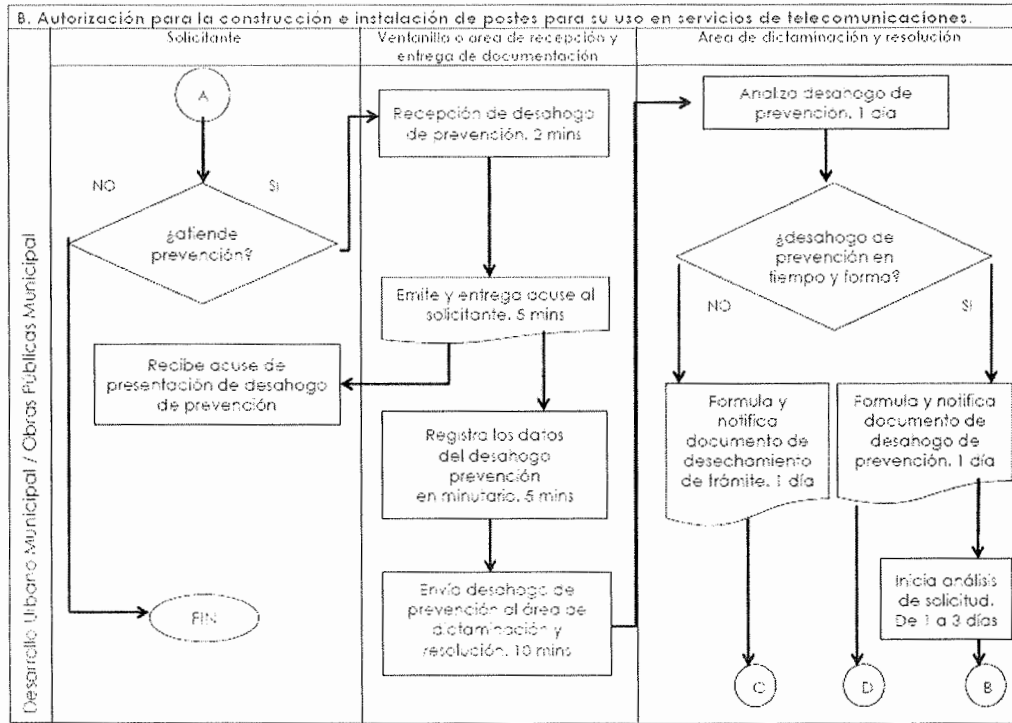 B. Autorización para la construcción e instalación de postes para su uso en servicios de telecomunicaciones.
Desarrollo Urbano Municipal / Obras Públicas Municipal
Solicitante
Ventanilla o area de recepción y
entrega de documentación
Area de dictaminación y resolución
A
NO
SI
¿atiende
prevención?
Recibe acuse de
presentación de desahogo
de prevención
FIN
Recepción de desahogo
de prevención. 2 mins
Emite y entrega acuse al
solicitante. 5 mins
Registra los datos
del desahogo
prevención
en minutario. 5 mins
Envía desahogo de
prevención al área de
dictaminación y
resolución. 10 mins
Analiza desahogo de
prevención. 1 día
¿desahogo de
prevención en
tiempo y forma?
NO
SI
Formula y
notifica
documento de
desechamiento
de trámite. 1 día
Formula y notifica
documento de
desahogo de
prevención. 1 día
Inicia análisis
de solicitud.
De 1 a 3 días
C
D
B